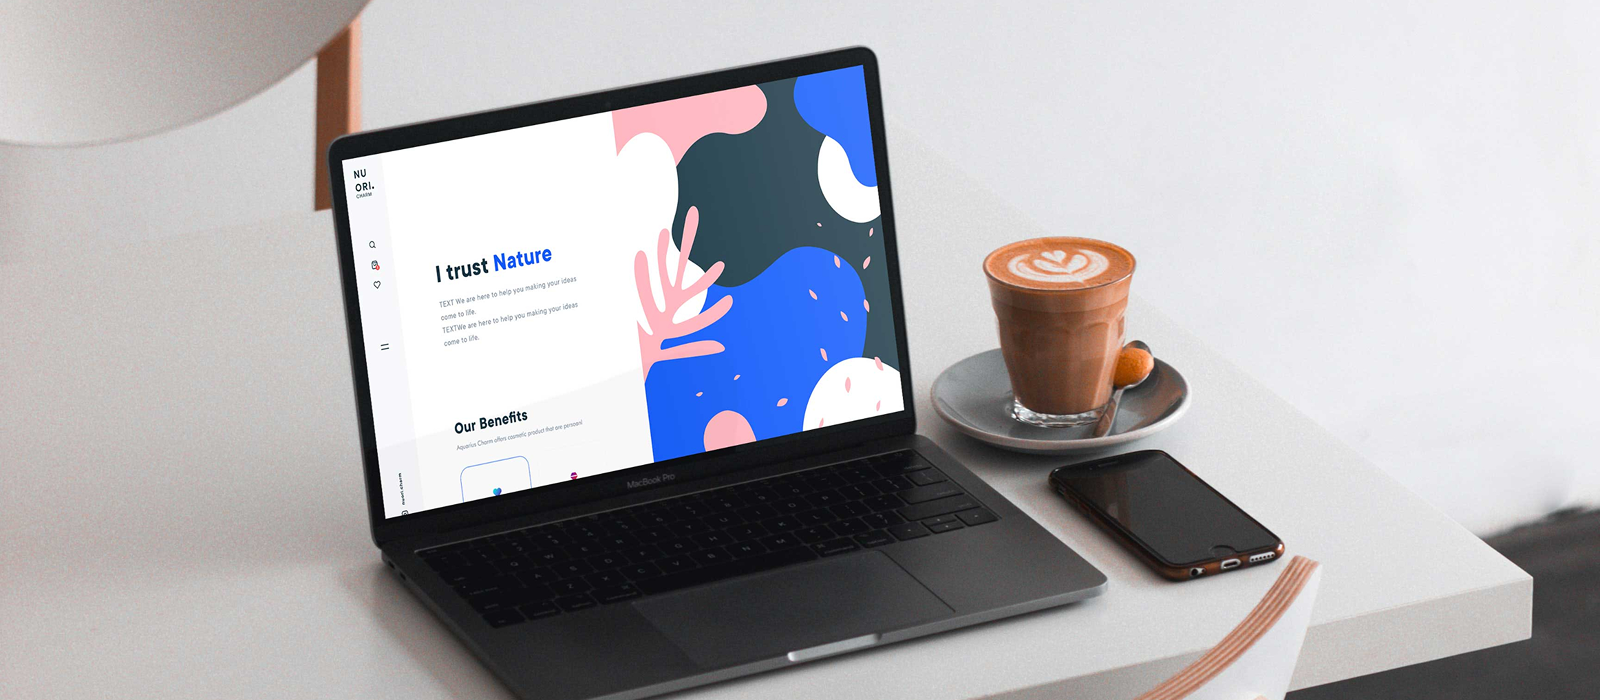 NU
ORI.
CHARM
I trust Nature
TEXT We are here to help you making your ideas
come to life.
TEXTWe are here to help you making your ideas
come to life.
Our Benefits
Aquarius Charm offers cosmetic product that are personal
nuori.charm
MacBook Pro